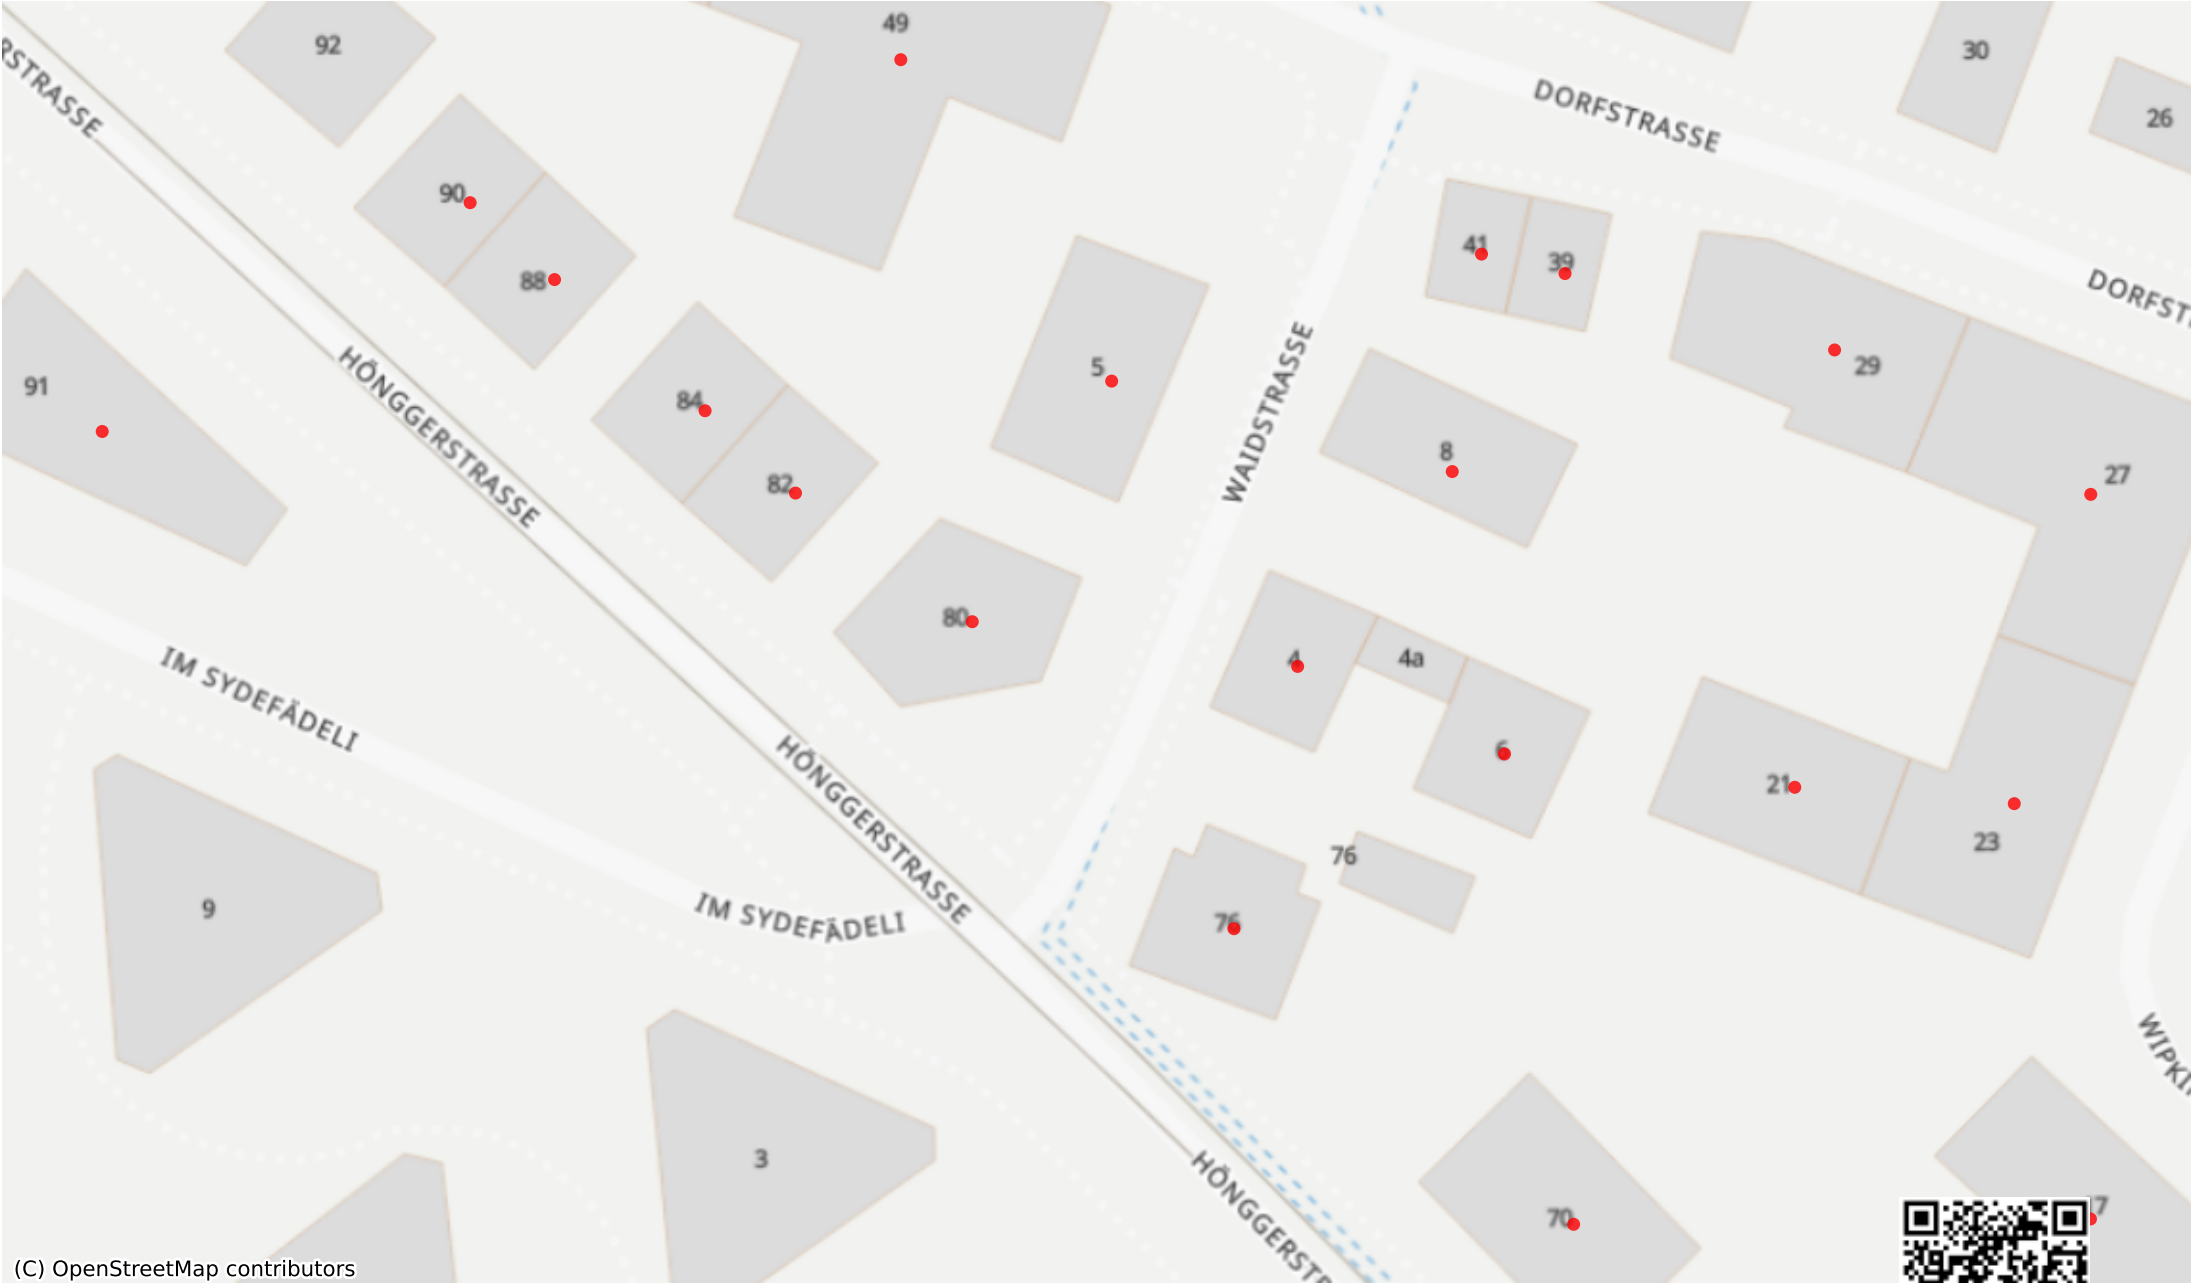 49
92
30
RSTRASSE
DORFSTRASSE
26
90
41
39
88
DORFST
5
29
91
HÖNGGERSTRASSE
84
WAIDSTRASSE
8
82
27
80
4
4a
IM SYDEFÄDELI
6
21
HÖNGGERSTRASSE
23
76
9
IM SYDEFÄDELI
76
WIPKI
3
HÖNGGERSTR
70
7
(C) OpenStreetMap contributors